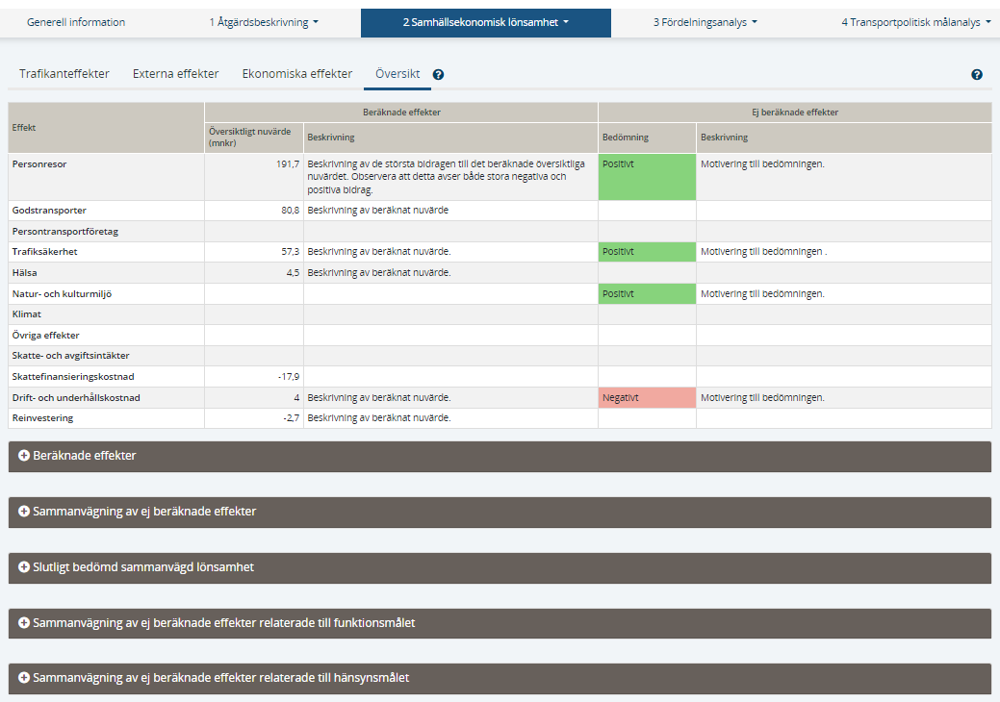 Generell information
1 Åtgärdsbeskrivning
2 Samhällsekonomisk lönsamhet
3 Fördelningsanalys
4 Transportpolitisk målanalys
Trafikanteffekter
Externa effekter
Ekonomiska effekter
Översikt ?
?
Effekt
Beräknade effekter
Ej beräknade effekter
Översiktligt nuvärde
(mnkr)
Beskrivning
Bedömning
Beskrivning
Personresor
191,7
Beskrivning av de största bidragen till det beräknade översiktliga
nuvärdet. Observera att detta avser både stora negativa och
positiva bidrag.
Positivt
Motivering till bedömningen.
Godstransporter
80,8
Beskrivning av beräknat nuvärde
Persontransportföretag
Trafiksäkerhet
57,3
Beskrivning av beräknat nuvärde.
Positivt
Motivering till bedömningen .
Hälsa
4,5
Beskrivning av beräknat nuvärde.
Natur- och kulturmiljö
Positivt
Motivering till bedömningen.
Klimat
Övriga effekter
Skatte- och avgiftsintäkter
Skattefinansieringskostnad
-17,9
Drift- och underhållskostnad
4
Beskrivning av beräknat nuvärde.
Negativt
Motivering till bedömningen.
Reinvestering
-2,7
Beskrivning av beräknat nuvärde.
Beräknade effekter
Sammanvägning av ej beräknade effekter
Slutligt bedömd sammanvägd lönsamhet
Sammanvägning av ej beräknade effekter relaterade till funktionsmålet
Sammanvägning av ej beräknade effekter relaterade till hänsynsmålet